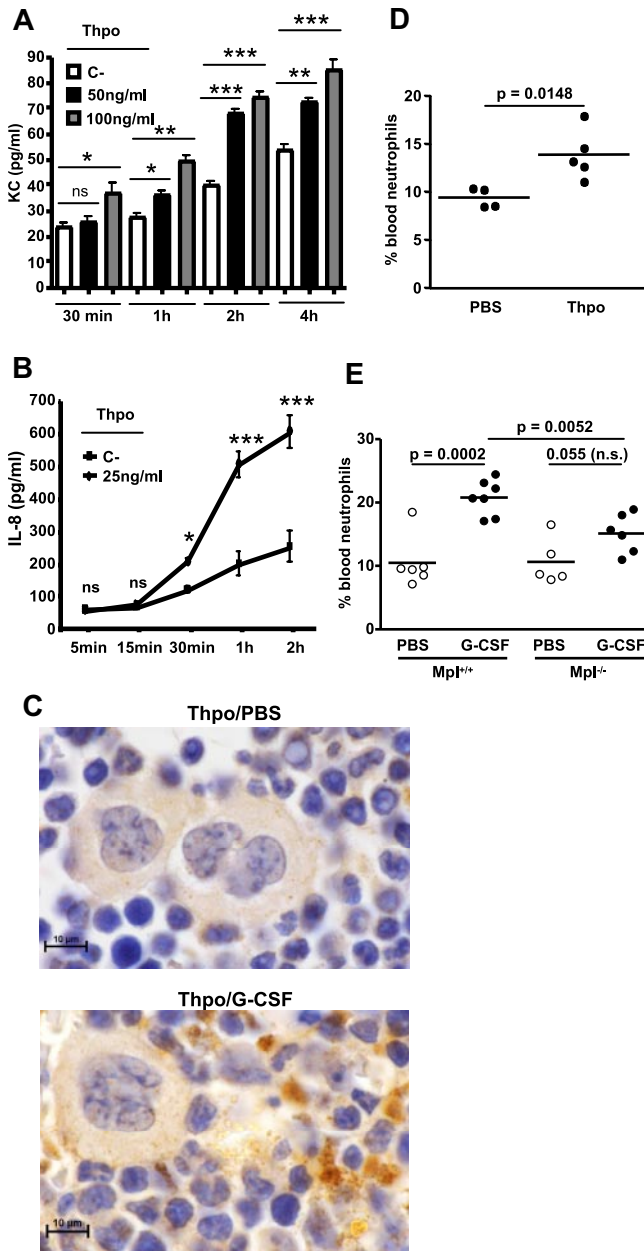 A
Thpo
C-
50ng/ml
100ng/ml
KC (pg/ml)
90
80
70
60
50
40
30
20
10
0
ns
*
*
**
***
***
**
***
30 min
1h
2h
4h
D
p = 0.0148
% blood neutrophils
20
15
10
5
0
PBS
Thpo
B
Thpo
C-
25ng/ml
IL-8 (pg/ml)
700
600
500
400
300
200
100
0
ns
ns
*
***
***
5min
15min
30min
1h
2h
E
p = 0.0052
p = 0.0002
0.055 (n.s.)
% blood neutrophils
30
20
10
0
PBS
G-CSF
PBS
G-CSF
Mpl+/+
Mpl-/-
C
Thpo/PBS
10 µm
Thpo/G-CSF
10 µm